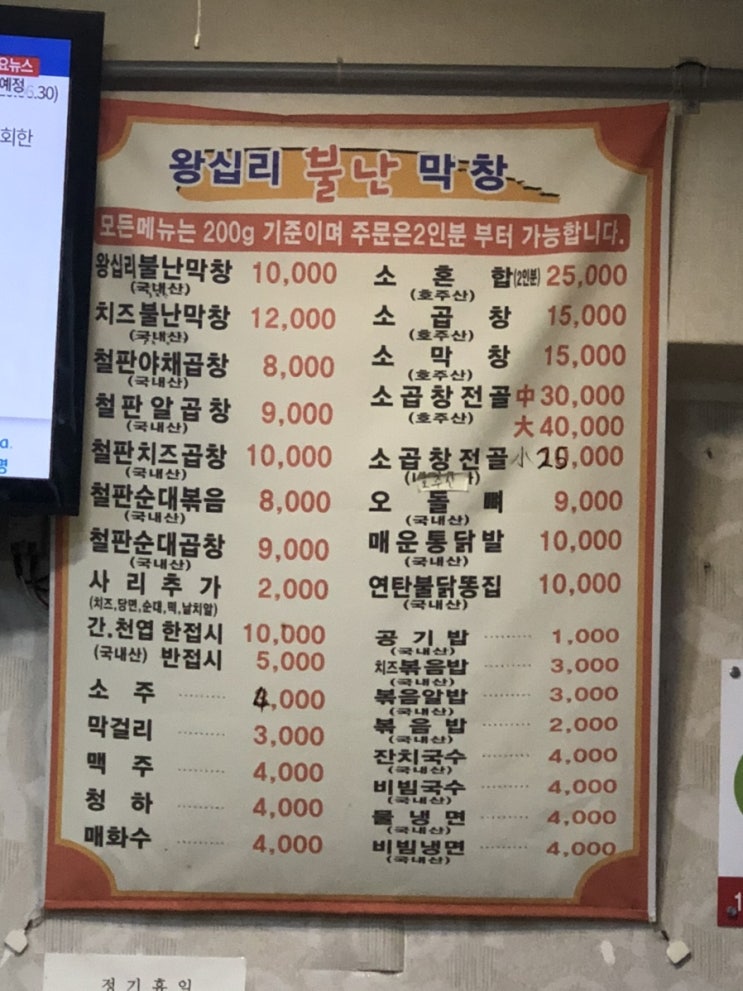 요뉴스
예정
6.30)
회한
a.
명
왕십리 불난 막창
모든메뉴는 200g 기준이며 주문은2인분 부터 가능합니다.
왕십리불난막창 10,000
(국내산)
치즈불난막창 12,000
(국내산)
철판야채곱창 8,000
(국내산)
철판알곱창 9,000
(국내산)
철판치즈곱창 10,000
(국내산)
철판순대볶음 8,000
(국내산)
철판순대곱창 9,000
(국내산)
사리추가 2,000
(치즈,당면,순대,떡,날치알)
간.천엽 한접시 10,000
(국내산) 반접시 5,000
소주 ········ 4,000
막걸리 ········ 3,000
맥주 ········ 4,000
청하 ········ 4,000
매화수 ········ 4,000
소혼합(2인분) 25,000
(호주산)
소곱창 15,000
(호주산)
소막창 15,000
(호주산)
소곱창전골 中 30,000
(호주산) 大 40,000
소곱창전골 小 25,000
오돌뼈 9,000
(국내산)
매운통닭발 10,000
(국내산)
연탄불닭똥집 10,000
(국내산)
공기밥 ········ 1,000
(국내산)
치즈볶음밥 ········ 3,000
(국내산)
볶음알밥 ········ 3,000
(국내산)
볶음밥 ········ 2,000
(국내산)
잔치국수 ········ 4,000
(국내산)
비빔국수 ········ 4,000
(국내산)
물냉면 ········ 4,000
(국내산)
비빔냉면 ········ 4,000
(국내산)
정기휴일